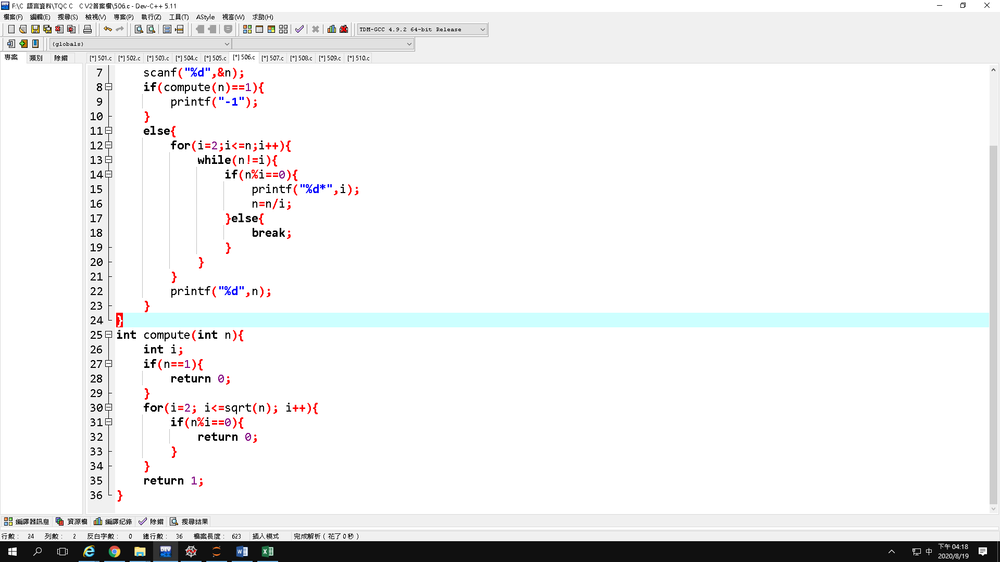 F:\C 語言資料\TQC C C V2答案檔\506.c - Dev-C++ 5.11
檔案(F) 編輯(E) 搜尋(S) 檢視(V) 專案(P) 執行(Z) 工具(T) AStyle 視窗(W) 求助(H)
TDM-GCC 4.9.2 64-bit Release
(globals)
專案 類別 除錯 [*] 501.c [*] 502.c [*] 503.c [*] 504.c [*] 505.c [*] 506.c [*] 507.c [*] 508.c [*] 509.c [*] 510.c
7 scanf("%d",&n);
8 if(compute(n)==1){
9 printf("-1");
10 }
11 else{
12 for(i=2;i<=n;i++){
13 while(n!=i){
14 if(n%i==0){
15 printf("%d*",i);
16 n=n/i;
17 }else{
18 break;
19 }
20 }
21 }
22 printf("%d",n);
23 }
24 }
25 int compute(int n){
26 int i;
27 if(n==1){
28 return 0;
29 }
30 for(i=2; i<=sqrt(n); i++){
31 if(n%i==0){
32 return 0;
33 }
34 }
35 return 1;
36 }
編譯器訊息 資源檔 編譯紀錄 除錯 搜尋結果
行數： 24 列數： 2 反白字數： 0 總行數： 36 檔案長度： 623 插入模式 完成解析 ( 花了 0 秒 )
中 下午 04:18
2020/8/19